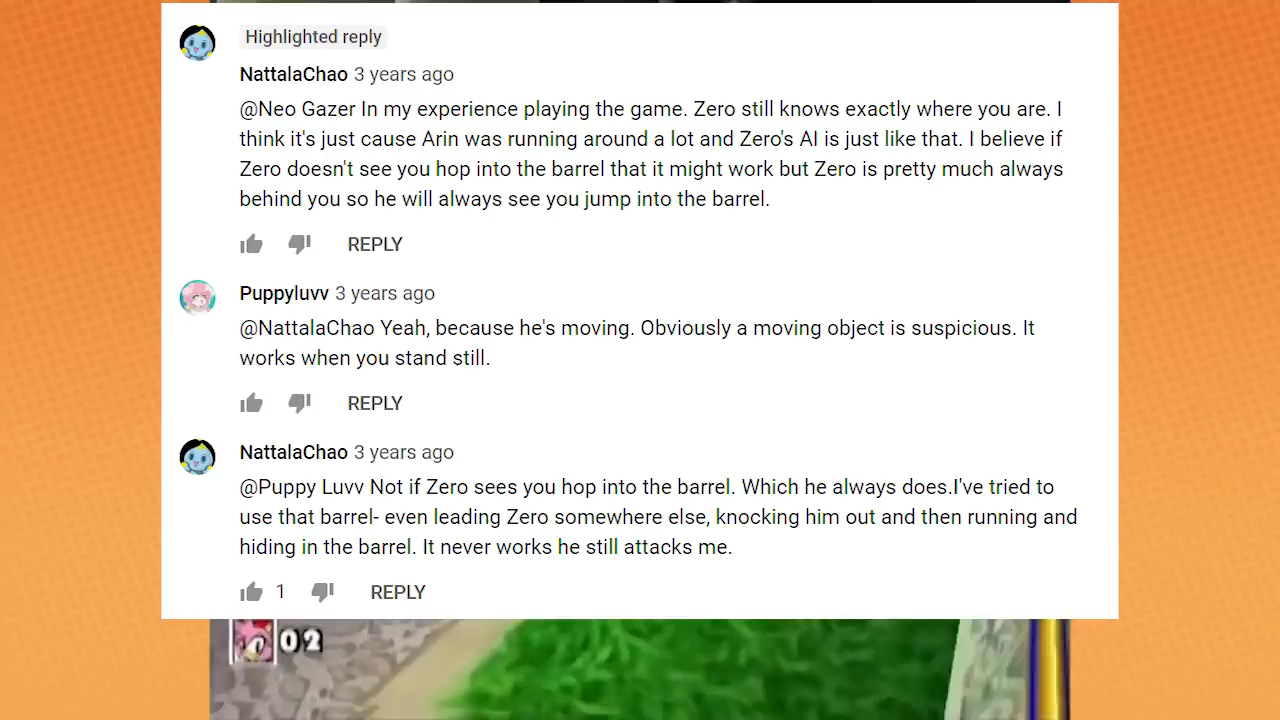 Highlighted reply
NattalaChao 3 years ago
@Neo Gazer In my experience playing the game. Zero still knows exactly where you are. I
think it's just cause Arin was running around a lot and Zero's AI is just like that. I believe if
Zero doesn't see you hop into the barrel that it might work but Zero is pretty much always
behind you so he will always see you jump into the barrel.
REPLY
Puppyluvv 3 years ago
@NattalaChao Yeah, because he's moving. Obviously a moving object is suspicious. It
works when you stand still.
REPLY
NattalaChao 3 years ago
@Puppy Luvv Not if Zero sees you hop into the barrel. Which he always does.I've tried to
use that barrel- even leading Zero somewhere else, knocking him out and then running and
hiding in the barrel. It never works he still attacks me.
1 REPLY
02